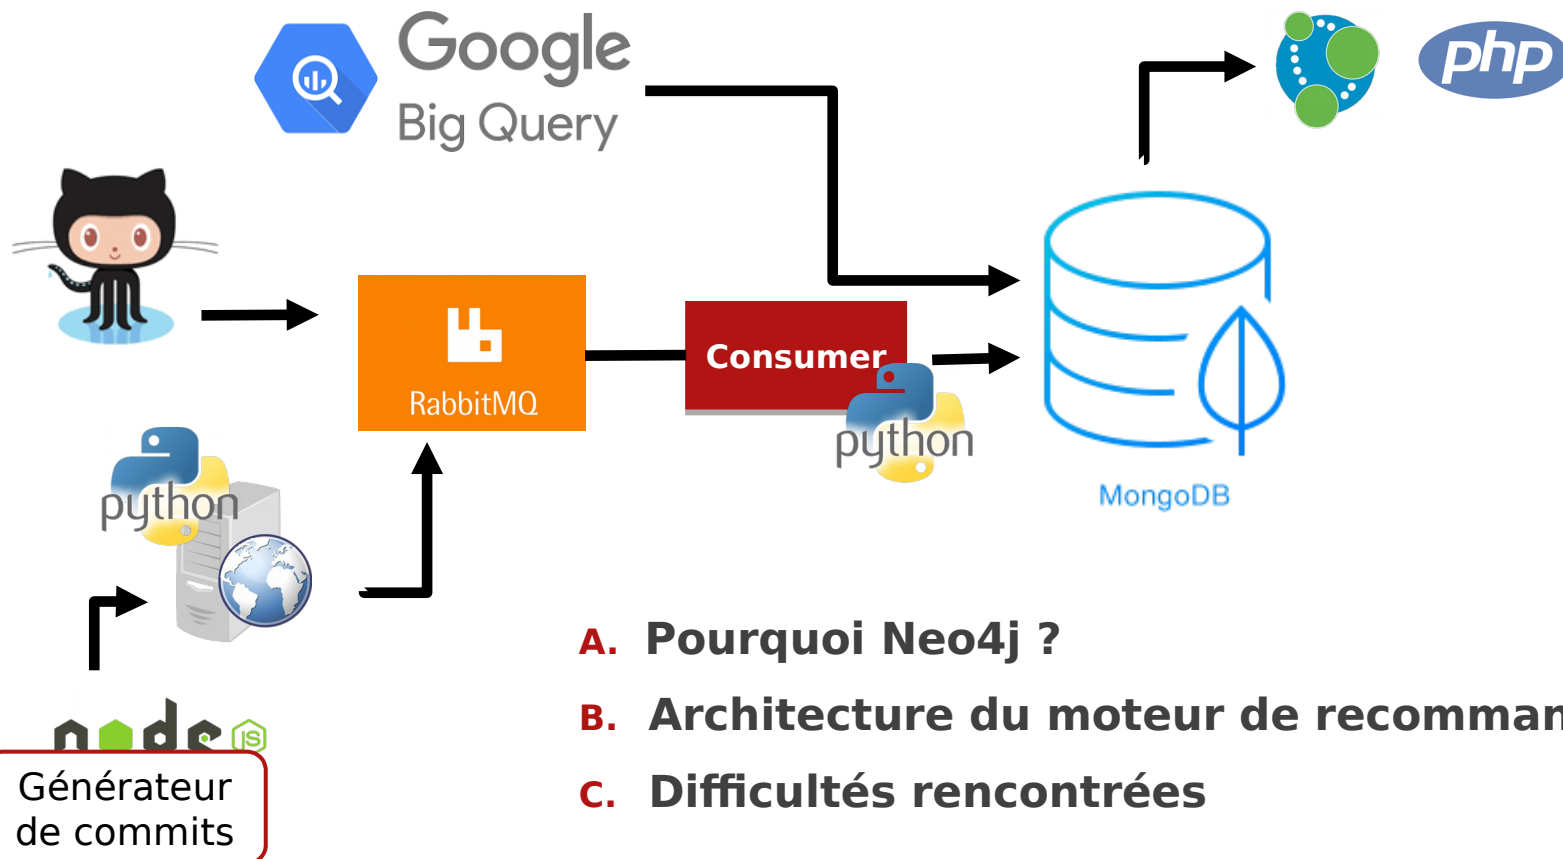 Google
Big Query
php
RabbitMQ
Consumer
python
python
MongoDB
node
JS
Générateur
de commits
A. Pourquoi Neo4j ?
B. Architecture du moteur de
C. Difficultés rencontrées